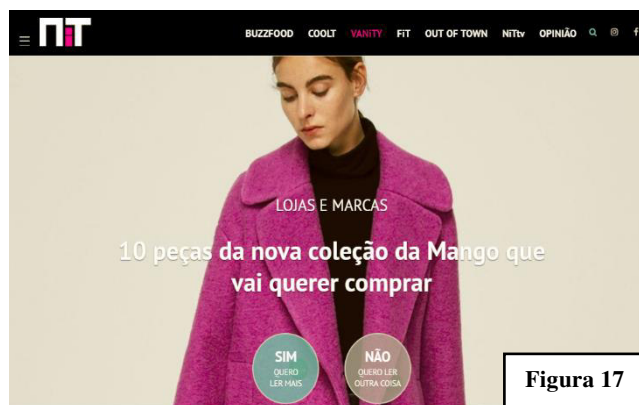 NiT
BUZZFOOD COOLT VANiTY FiT OUT OF TOWN NiTtv OPINIÃO
LOJAS E MARCAS
10 peças da nova coleção da Mango que
vai querer comprar
SIM
QUERO
LER MAIS
NÃO
QUERO LER
OUTRA COISA
Figura 17